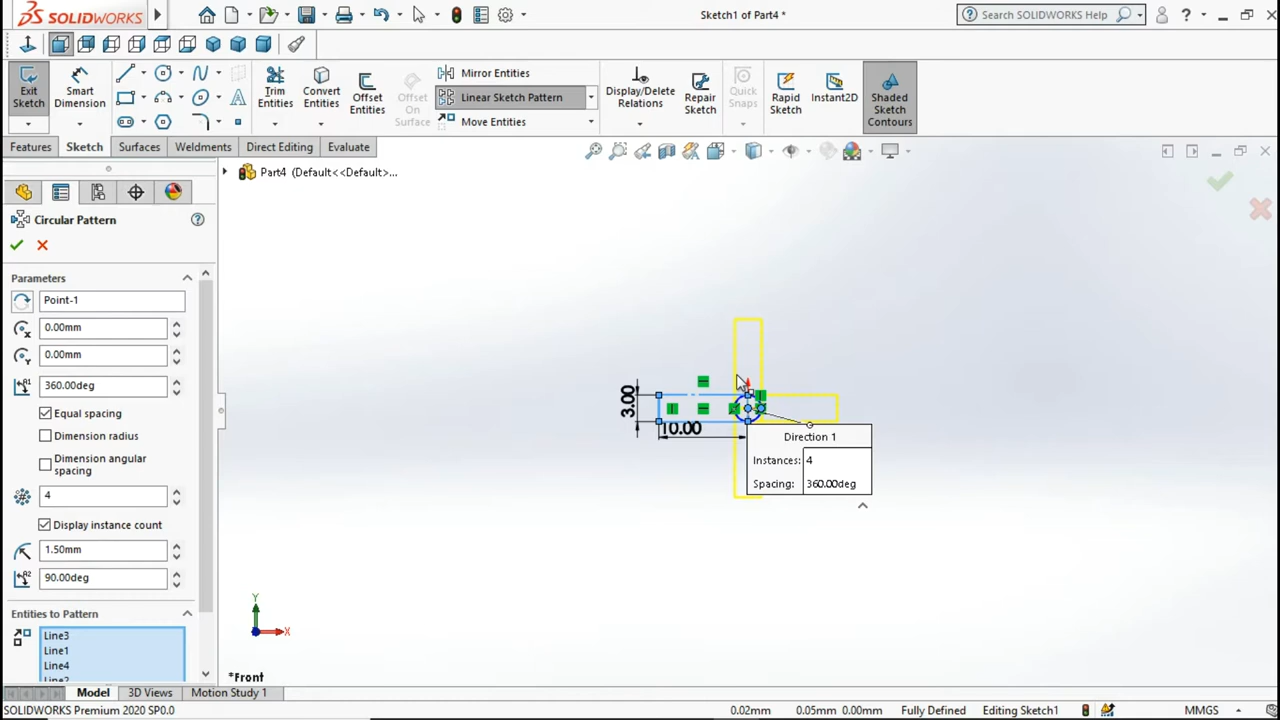 SOLIDWORKS
Sketch1 of Part4 *
Search SOLIDWORKS Help
?
Exit Sketch
Smart Dimension
Trim Entities
Convert Entities
Offset Entities
Offset On Surface
Mirror Entities
Linear Sketch Pattern
Move Entities
Display/Delete Relations
Repair Sketch
Quick Snaps
Rapid Sketch
Instant2D
Shaded Sketch Contours
Features
Sketch
Surfaces
Weldments
Direct Editing
Evaluate
Part4 (Default<<Default>...
Circular Pattern
Parameters
Point-1
0.00mm
0.00mm
360.00deg
Equal spacing
Dimension radius
Dimension angular
spacing
4
Display instance count
1.50mm
90.00deg
Entities to Pattern
Line3
Line1
Line4
3.00
10.00
Direction 1
Instances: 4
Spacing: 360.00deg
Y
X
*Front
Model
3D Views
Motion Study 1
SOLIDWORKS Premium 2020 SP0.0
0.02mm
0.05mm
0.00mm
Fully Defined
Editing Sketch1
MMGS